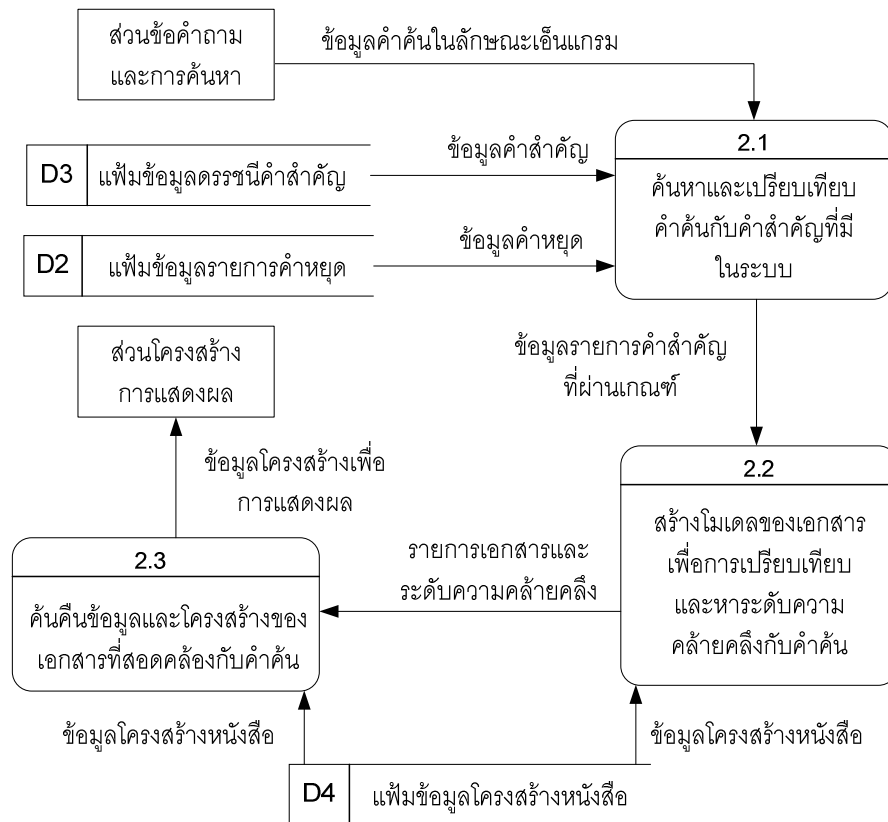 ส่วนข้อคำถาม
และการค้นหา
ข้อมูลคำค้นในลักษณะเอ็นแกรม
D3 แฟ้มข้อมูลดรรชนีคำสำคัญ
ข้อมูลคำสำคัญ
D2 แฟ้มข้อมูลรายการคำหยุด
ข้อมูลคำหยุด
2.1
ค้นหาและเปรียบเทียบ
คำค้นกับคำสำคัญที่มี
ในระบบ
ข้อมูลรายการคำสำคัญ
ที่ผ่านเกณฑ์
ส่วนโครงสร้าง
การแสดงผล
ข้อมูลโครงสร้างเพื่อ
การแสดงผล
2.2
สร้างโมเดลของเอกสาร
เพื่อการเปรียบเทียบ
และหาระดับความ
คล้ายคลึงกับคำค้น
รายการเอกสารและ
ระดับความคล้ายคลึง
2.3
ค้นคืนข้อมูลและโครงสร้างของ
เอกสารที่สอดคล้องกับคำค้น
ข้อมูลโครงสร้างหนังสือ
ข้อมูลโครงสร้างหนังสือ
D4 แฟ้มข้อมูลโครงสร้างหนังสือ